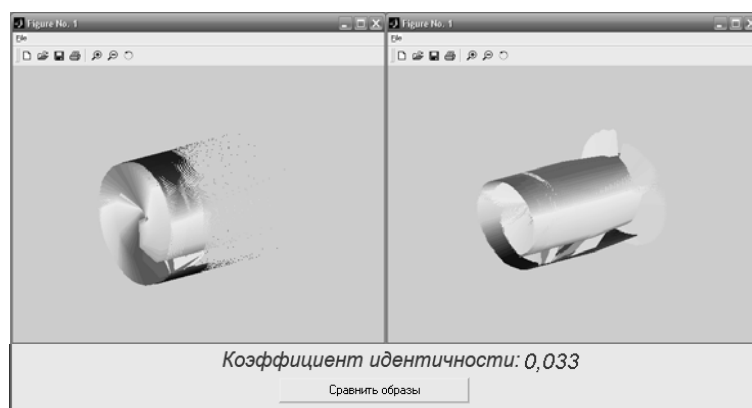 Figure No. 1
File
Figure No. 1
File
Коэффициент идентичности: 0,033
Сравнить образы